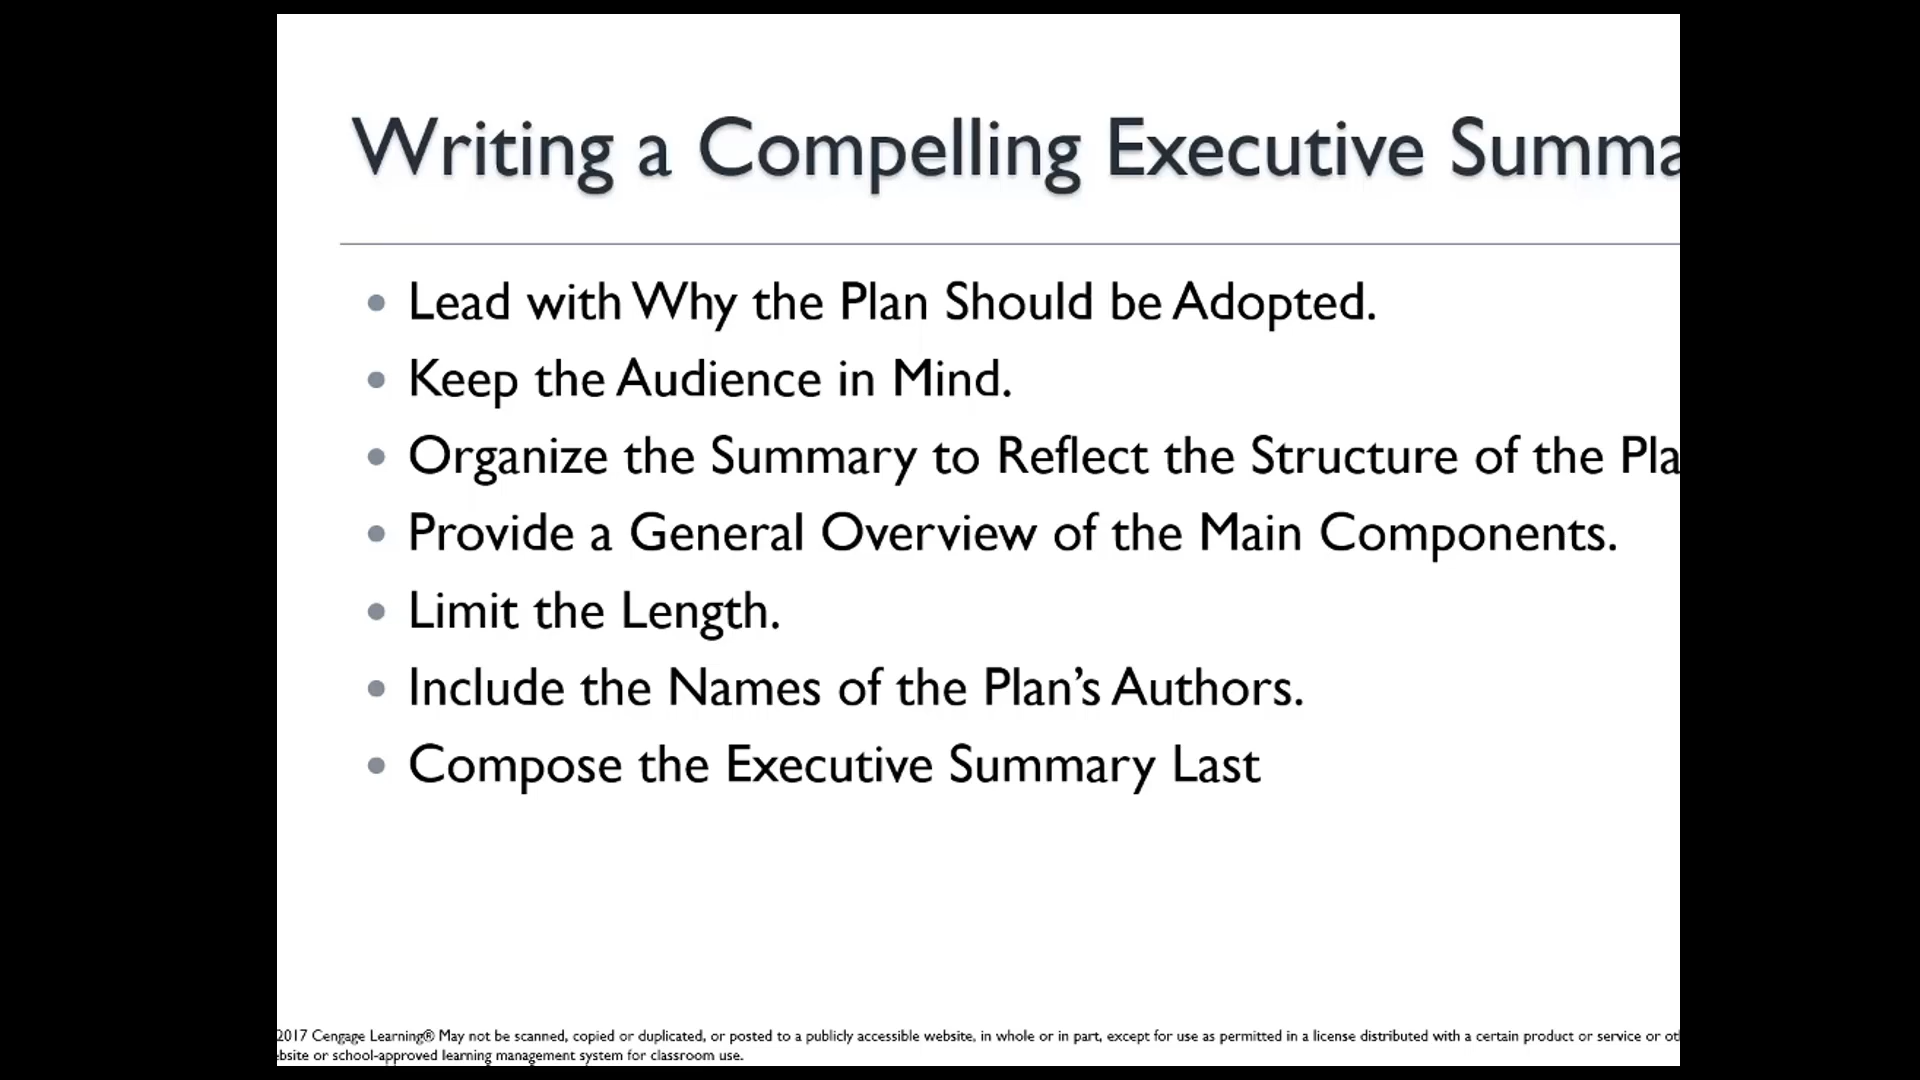 Writing a Compelling Executive Summa
• Lead with Why the Plan Should be Adopted.
• Keep the Audience in Mind.
• Organize the Summary to Reflect the Structure of the Pla
• Provide a General Overview of the Main Components.
• Limit the Length.
• Include the Names of the Plan’s Authors.
• Compose the Executive Summary Last
2017 Cengage Learning® May not be scanned, copied or duplicated, or posted to a publicly accessible website, in whole or in part, except for use as permitted in a license distributed with a certain product or service or ot
bsite or school-approved learning management system for classroom use.